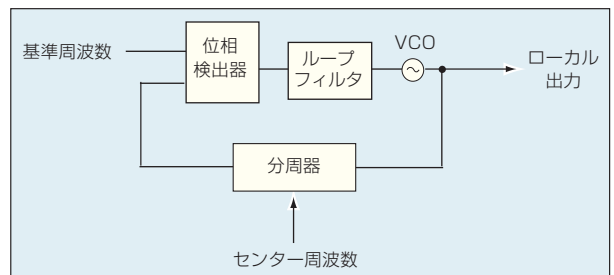 基準周波数
位相
検出器
ループ
フィルタ
VCO
ローカル
出力
分周器
センター周波数